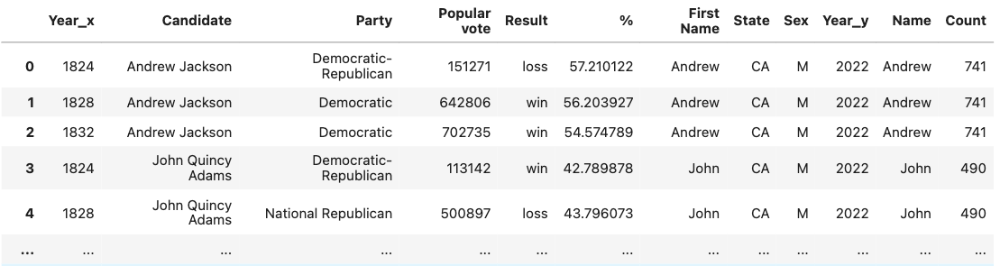 Year_x Candidate Party Popular vote Result % First Name State Sex Year_y Name Count
0 1824 Andrew Jackson Democratic-Republican 151271 loss 57.210122 Andrew CA M 2022 Andrew 741
1 1828 Andrew Jackson Democratic 642806 win 56.203927 Andrew CA M 2022 Andrew 741
2 1832 Andrew Jackson Democratic 702735 win 54.574789 Andrew CA M 2022 Andrew 741
3 1824 John Quincy Adams Democratic-Republican 113142 win 42.789878 John CA M 2022 John 490
4 1828 John Quincy Adams National Republican 500897 loss 43.796073 John CA M 2022 John 490
... ... ... ... ... ... ... ... ... ... ... ... ...